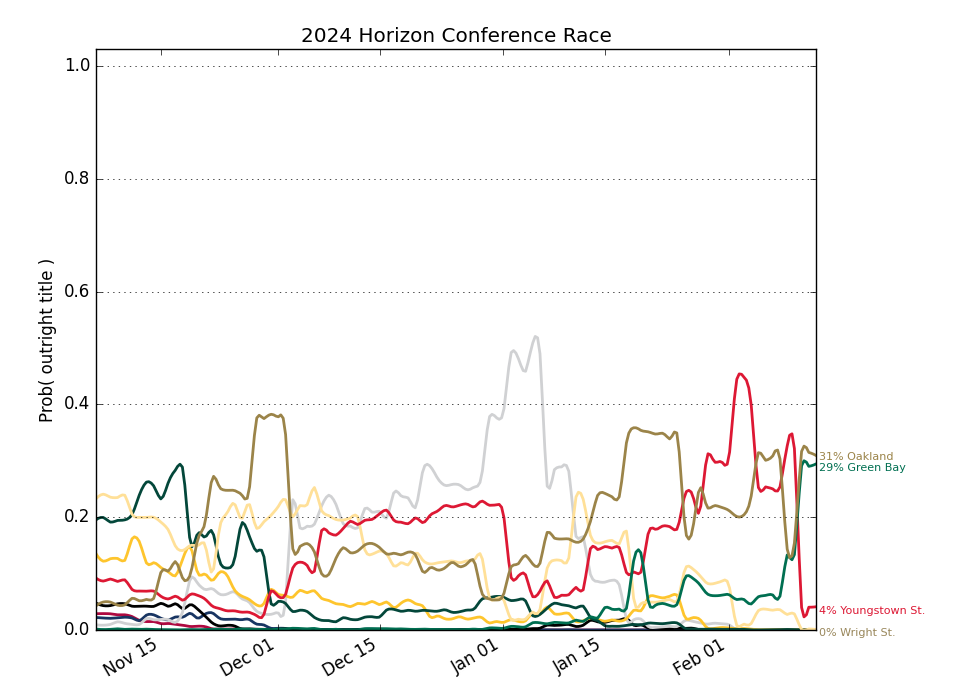 2024 Horizon Conference Race
Prob( outright title )
1.0
0.8
0.6
0.4
0.2
0.0
Nov 15
Dec 01
Dec 15
Jan 01
Jan 15
Feb 01
31% Oakland
29% Green Bay
4% Youngstown St.
0% Wright St.